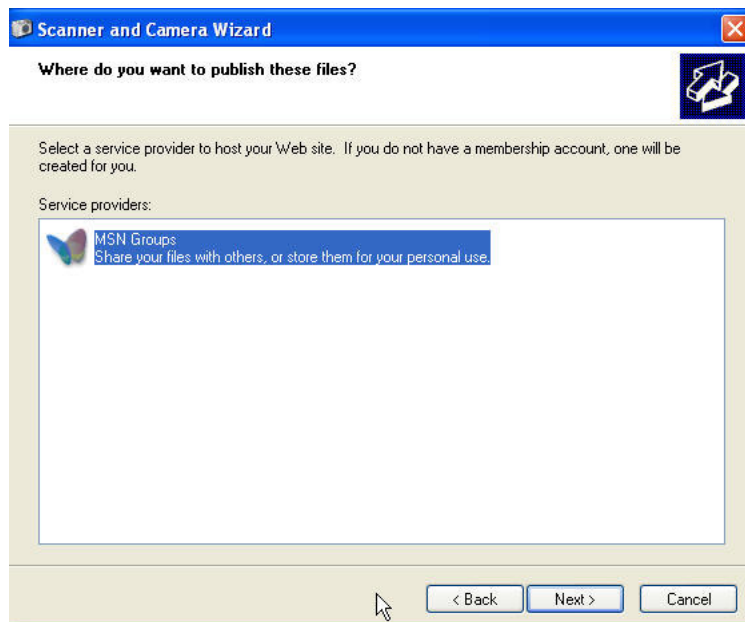 Scanner and Camera Wizard
Where do you want to publish these files?
Select a service provider to host your Web site.  If you do not have a membership account, one will be
created for you.
Service providers:
MSN Groups
Share your files with others, or store them for your personal use.
< Back
Next >
Cancel